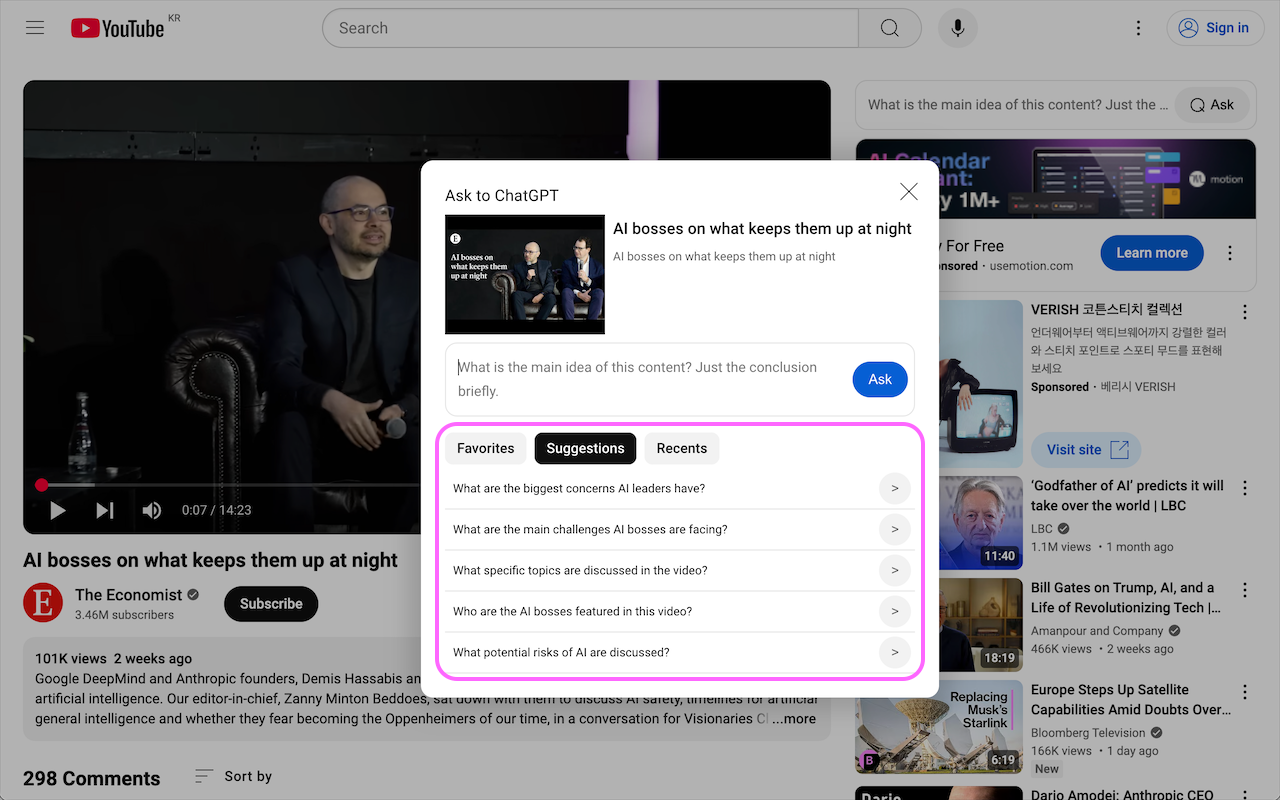 YouTube KR
Search
Sign in
What is the main idea of this content? Just the ...
Ask
AI Calendar
motion
y 1M+
y For Free
onsored · usemotion.com
Learn more
VERISH 코튼스티치 컬렉션
언더웨어부터 액티브웨어까지 강렬한 컬러
와 스티치 포인트로 스포티 무드를 표현해
보세요
Sponsored · 베리시 VERISH
Visit site
'Godfather of AI' predicts it will
take over the world | LBC
LBC
1.1M views · 1 month ago
11:40
Bill Gates on Trump, AI, and a
Life of Revolutionizing Tech |...
Amanpour and Company
466K views · 2 weeks ago
18:19
Replacing
Musk's
Starlink
B
6:19
Europe Steps Up Satellite
Capabilities Amid Doubts Over...
Bloomberg Television
166K views · 1 day ago
New
Dario
Dario Amodei: Anthropic CEO
Ask to ChatGPT
E
AI bosses on
what keeps them
up at night
AI bosses on what keeps them up at night
AI bosses on what keeps them up at night
What is the main idea of this content? Just the conclusion
briefly.
Ask
Favorites
Suggestions
Recents
What are the biggest concerns AI leaders have?
>
What are the main challenges AI bosses are facing?
>
What specific topics are discussed in the video?
>
Who are the AI bosses featured in this video?
>
What potential risks of AI are discussed?
>
0:07 / 14:23
AI bosses on what keeps them up at night
E
The Economist
3.46M subscribers
Subscribe
101K views 2 weeks ago
Google DeepMind and Anthropic founders, Demis Hassabis an
artificial intelligence. Our editor-in-chief, Zanny Minton Beddoes, sat down with them to discuss AI safety, timelines for artificial
general intelligence and whether they fear becoming the Oppenheimers of our time, in a conversation for Visionaries Cl ...more
298 Comments
Sort by